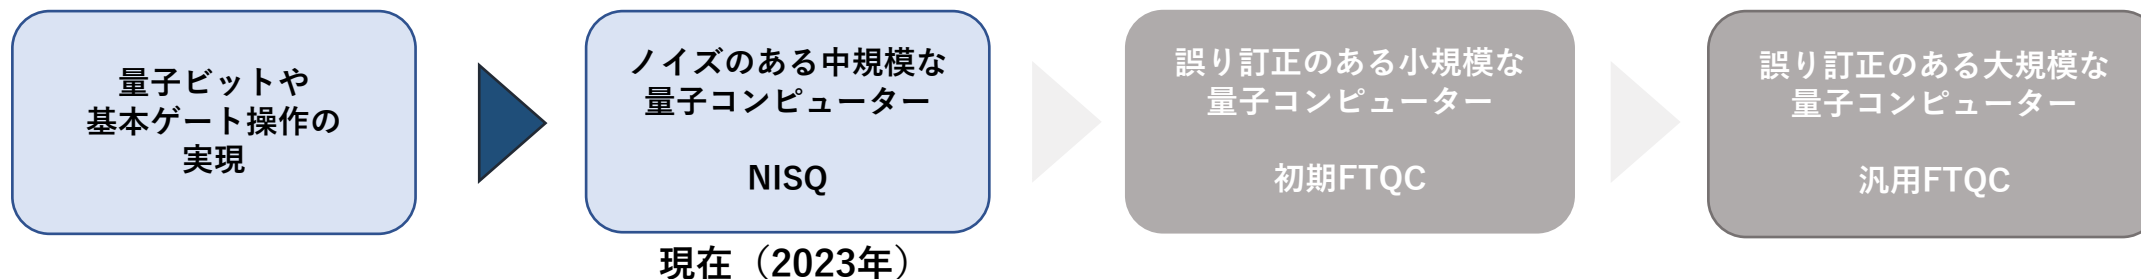 量子ビットや
基本ゲート操作の
実現
ノイズのある中規模な
量子コンピューター
NISQ
現在（2023年）
誤り訂正のある小規模な
量子コンピューター
初期FTQC
誤り訂正のある大規模な
量子コンピューター
汎用FTQC